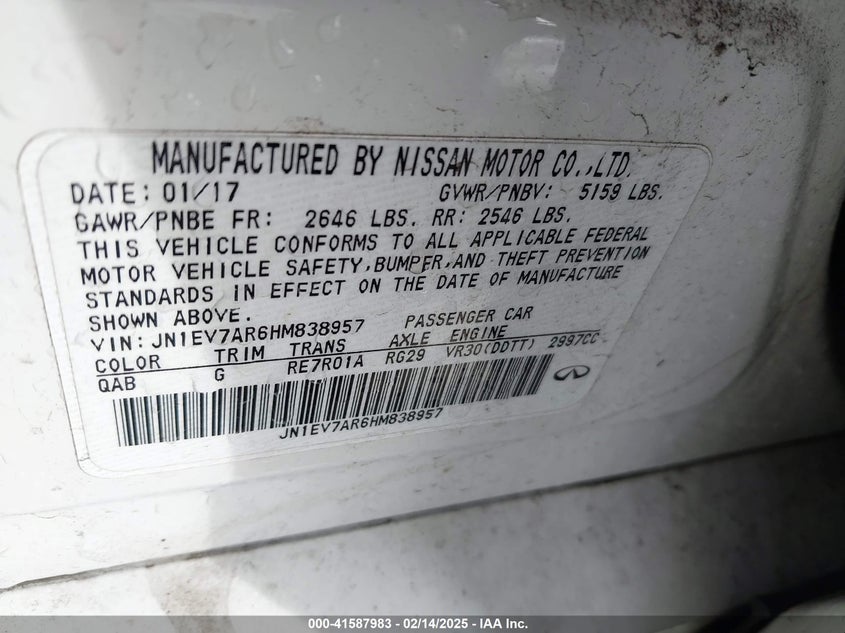 MANUFACTURED BY NISSAN MOTOR CO.,LTD.
DATE: 01/17 GVWR/PNBV: 5159 LBS.
GAWR/PNBE FR: 2646 LBS. RR: 2546 LBS.
THIS VEHICLE CONFORMS TO ALL APPLICABLE FEDERAL
MOTOR VEHICLE SAFETY,BUMPER,AND THEFT PREVENTION
STANDARDS IN EFFECT ON THE DATE OF MANUFACTURE
SHOWN ABOVE.
VIN: JN1EV7AR6HM838957 PASSENGER CAR
COLOR TRIM TRANS AXLE ENGINE
QAB G RE7R01A RG29 VR30(DDTT) 2997CC
JN1EV7AR6HM838957
000-41587983 - 02/14/2025 - IAA Inc.